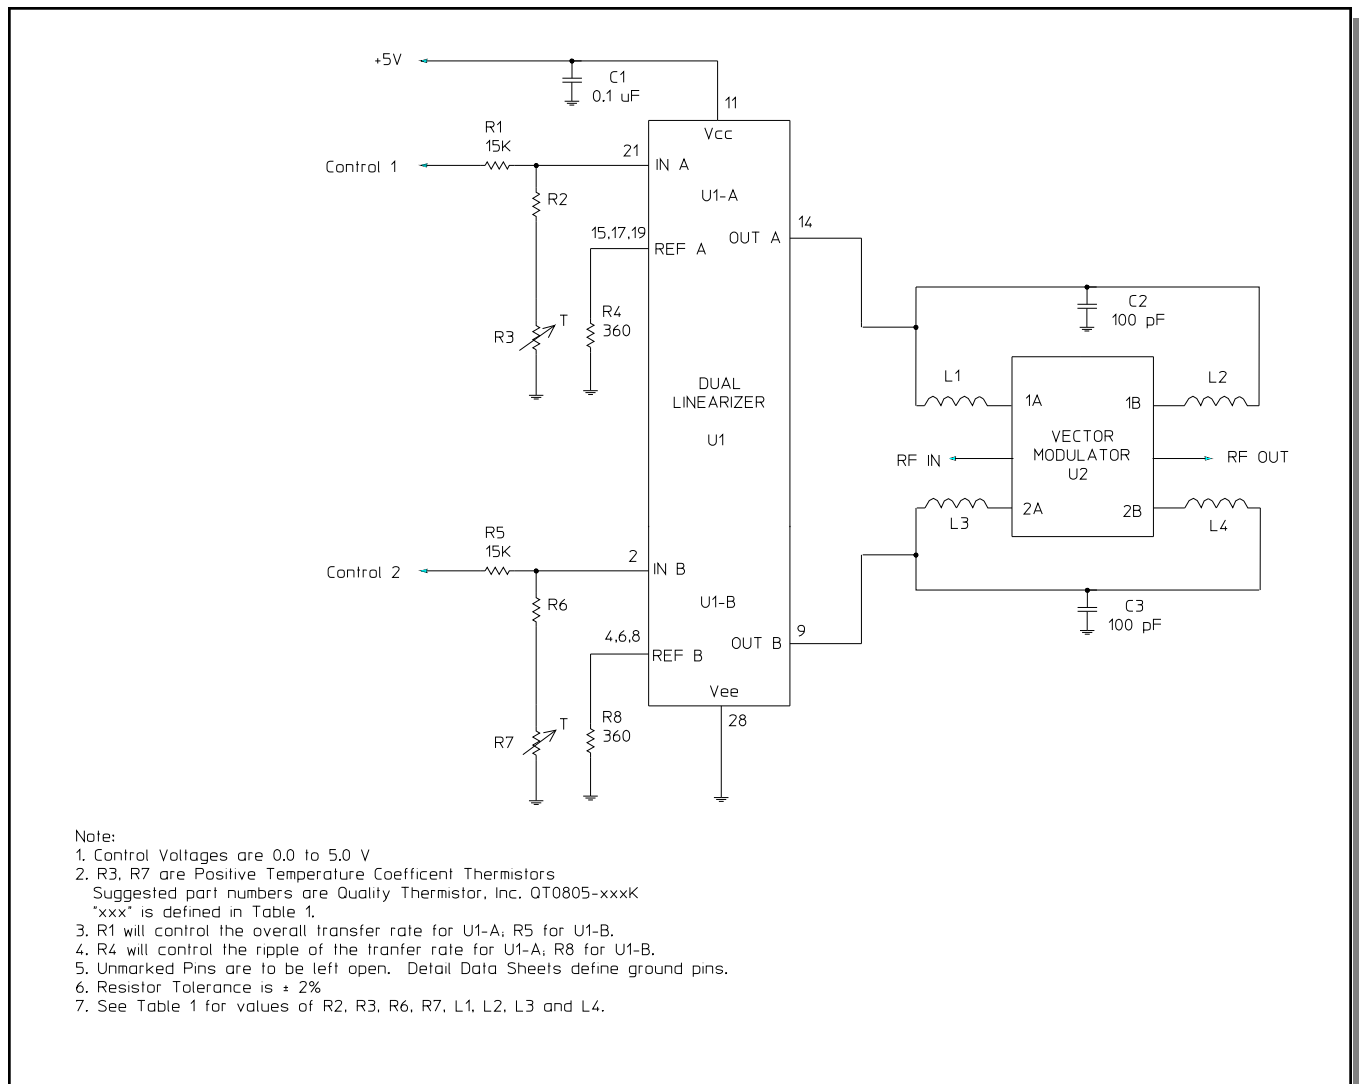 +5V
C1
0.1 uF
11
Vcc
R1
15K
21
Control 1
IN A
U1-A
R2
14
15,17,19
REF A
OUT A
C2
100 pF
R4
360
T
R3
L1
L2
DUAL
LINEARIZER
1A
1B
U1
VECTOR
MODULATOR
U2
RF IN
RF OUT
2A
2B
L3
L4
R5
15K
2
Control 2
IN B
U1-B
R6
C3
100 pF
9
4,6,8
REF B
OUT B
Vee
28
R8
360
T
R7
Note:
1. Control Voltages are 0.0 to 5.0 V
2. R3, R7 are Positive Temperature Coefficent Thermistors
Suggested part numbers are Quality Thermistor, Inc. QT0805-xxxK
"xxx" is defined in Table 1.
3. R1 will control the overall transfer rate for U1-A; R5 for U1-B.
4. R4 will control the ripple of the tranfer rate for U1-A; R8 for U1-B.
5. Unmarked Pins are to be left open. Detail Data Sheets define ground pins.
6. Resistor Tolerance is ± 2%
7. See Table 1 for values of R2, R3, R6, R7, L1, L2, L3 and L4.